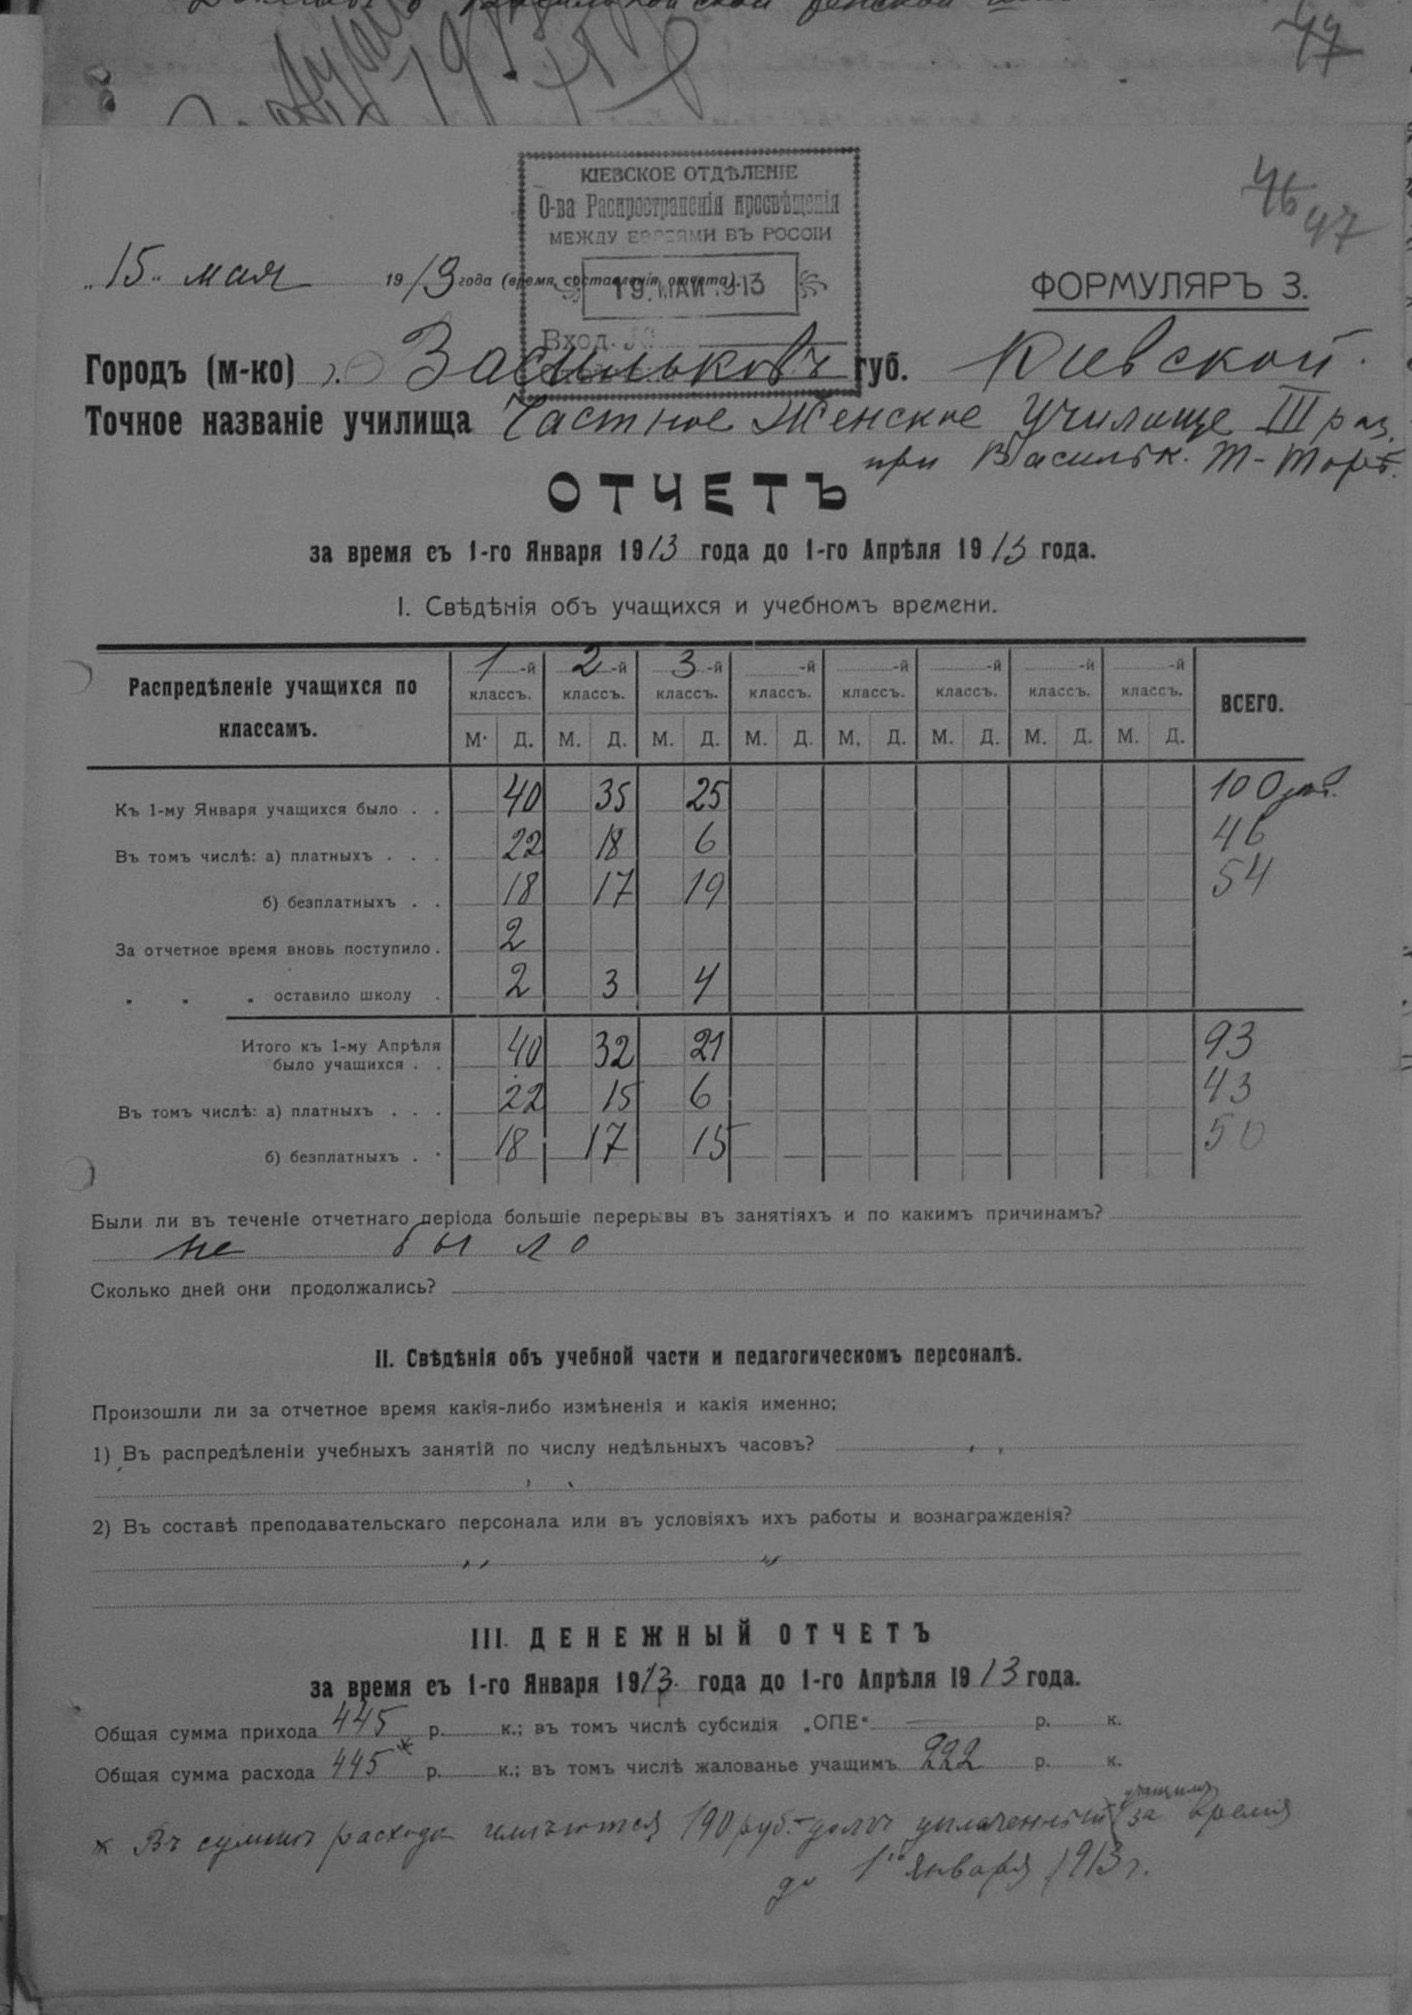 47
КІЕВСКОЕ ОТДѢЛЕНІЕ
О-ва Распространенія просвѣщенія
МЕЖДУ ЕВРЕЯМИ ВЪ РОССІИ
19. МАЙ. 913
Вход. №
46
47
„15" мая 1913 года (время составленія отчета).
ФОРМУЛЯРЪ 3.
Городъ (м-ко) г. Васильковъ губ. Кіевской.
Точное названіе училища Частное Женское Училище III раз.
при Васильк. Т-Торѣ.
ОТЧЕТЪ
за время съ 1-го Января 1913 года до 1-го Апрѣля 1913 года.
I. Свѣдѣнія объ учащихся и учебномъ времени.
Распредѣленіе учащихся по классамъ. 1-й классъ. 2-й классъ. 3-й классъ. -й классъ. -й классъ. -й классъ. -й классъ. -й классъ. ВСЕГО.
М. Д. М. Д. М. Д. М. Д. М. Д. М. Д. М. Д. М. Д.
Къ 1-му Января учащихся было . . 40 35 25 100
Въ томъ числѣ: а) платныхъ . . . 22 18 6 46
б) безплатныхъ . . 18 17 19 54
За отчетное время вновь поступило . 2
" " " оставило школу . 2 3 4
Итого къ 1-му Апрѣля
было учащихся . . 40 32 21 93
Въ томъ числѣ: а) платныхъ . . . 22 15 6 43
б) безплатныхъ . . 18 17 15 50
Были ли въ теченіе отчетнаго періода большіе перерывы въ занятіяхъ и по какимъ причинамъ?
не было
Сколько дней они продолжались?
II. Свѣдѣнія объ учебной части и педагогическомъ персоналѣ.
Произошли ли за отчетное время какія-либо измѣненія и какія именно;
1) Въ распредѣленіи учебныхъ занятій по числу недѣльныхъ часовъ?
2) Въ составѣ преподавательскаго персонала или въ условіяхъ ихъ работы и вознагражденія?
" "
III. ДЕНЕЖНЫЙ ОТЧЕТЪ
за время съ 1-го Января 1913 года до 1-го Апрѣля 1913 года.
Общая сумма прихода 445 р. к.; въ томъ числѣ субсидія „ОПЕ" — р. к.
Общая сумма расхода 445* р. к.; въ томъ числѣ жалованье учащимъ 222 р. к.
* Въ суммѣ расхода имѣются 190 руб. долгъ уплаченный учащимъ за время
до 1го января 1913 г.